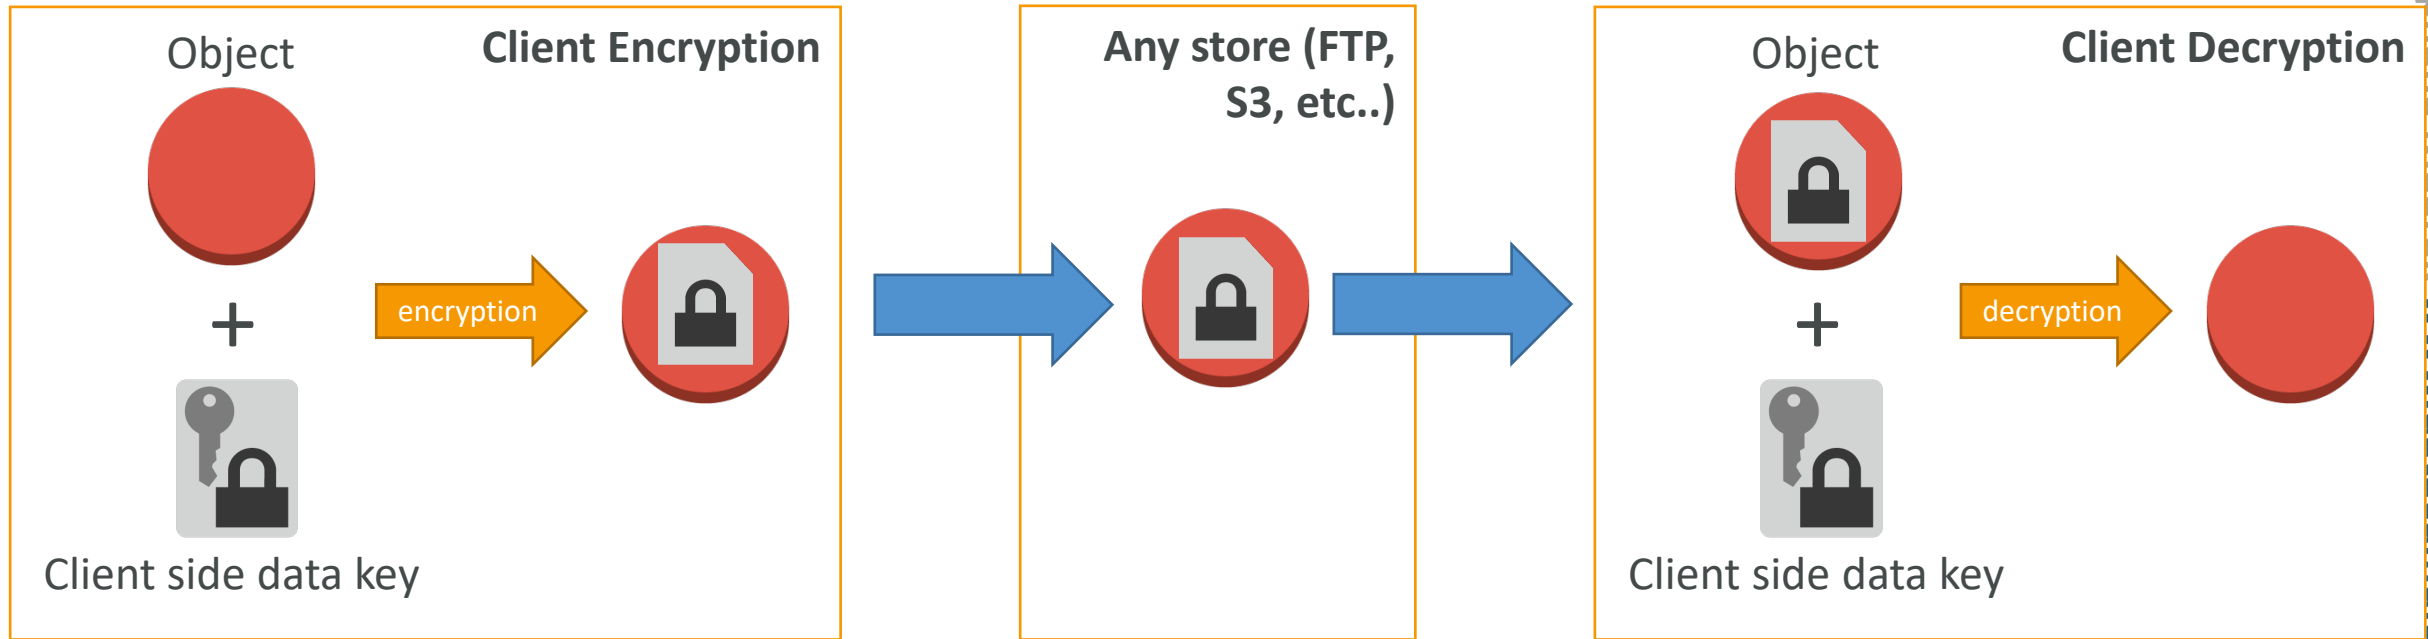 Object
Client Encryption
+
encryption
Client side data key
Any store (FTP,
S3, etc..)
Object
Client Decryption
+
decryption
Client side data key